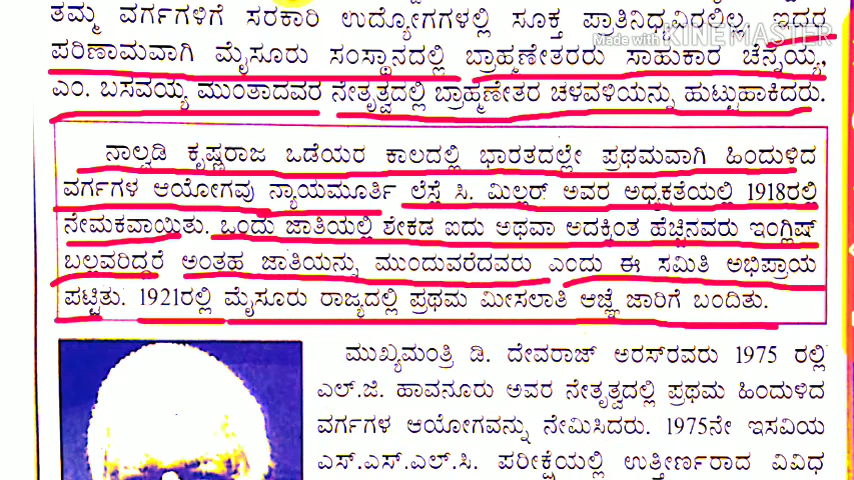 ತಮ್ಮ ವರ್ಗಗಳಿಗೆ ಸರಕಾರಿ ಉದ್ಯೋಗಗಳಲ್ಲಿ ಸೂಕ್ತ ಪ್ರಾತಿನಿಧ್ಯವಿರಲಿಲ್ಲ. ಇದರ
Made with KINEMASTER
ಪರಿಣಾಮವಾಗಿ ಮೈಸೂರು ಸಂಸ್ಥಾನದಲ್ಲಿ ಬ್ರಾಹ್ಮಣೇತರರು ಸಾಹುಕಾರ ಚೆನ್ನಯ್ಯ,
ಎಂ. ಬಸವಯ್ಯ ಮುಂತಾದವರ ನೇತೃತ್ವದಲ್ಲಿ ಬ್ರಾಹ್ಮಣೇತರ ಚಳವಳಿಯನ್ನು ಹುಟ್ಟುಹಾಕಿದರು.
ನಾಲ್ವಡಿ ಕೃಷ್ಣರಾಜ ಒಡೆಯರ ಕಾಲದಲ್ಲಿ ಭಾರತದಲ್ಲೇ ಪ್ರಥಮವಾಗಿ ಹಿಂದುಳಿದ
ವರ್ಗಗಳ ಆಯೋಗವು ನ್ಯಾಯಮೂರ್ತಿ ಲೆಸ್ಲೆ ಸಿ. ಮಿಲ್ಲರ್ ಅವರ ಅಧ್ಯಕ್ಷತೆಯಲ್ಲಿ 1918ರಲ್ಲಿ
ನೇಮಕವಾಯಿತು. ಒಂದು ಜಾತಿಯಲ್ಲಿ ಶೇಕಡ ಐದು ಅಥವಾ ಅದಕ್ಕಿಂತ ಹೆಚ್ಚಿನವರು ಇಂಗ್ಲಿಷ್
ಬಲ್ಲವರಿದ್ದರೆ ಅಂತಹ ಜಾತಿಯನ್ನು ಮುಂದುವರೆದವರು ಎಂದು ಈ ಸಮಿತಿ ಅಭಿಪ್ರಾಯ
ಪಟ್ಟಿತು. 1921ರಲ್ಲಿ ಮೈಸೂರು ರಾಜ್ಯದಲ್ಲಿ ಪ್ರಥಮ ಮೀಸಲಾತಿ ಆಜ್ಞೆ ಜಾರಿಗೆ ಬಂದಿತು.
ಮುಖ್ಯಮಂತ್ರಿ ಡಿ. ದೇವರಾಜ್ ಅರಸ್‌ರವರು 1975 ರಲ್ಲಿ
ಎಲ್.ಜಿ. ಹಾವನೂರು ಅವರ ನೇತೃತ್ವದಲ್ಲಿ ಪ್ರಥಮ ಹಿಂದುಳಿದ
ವರ್ಗಗಳ ಆಯೋಗವನ್ನು ನೇಮಿಸಿದರು. 1975ನೇ ಇಸವಿಯ
ಎಸ್.ಎಸ್.ಎಲ್.ಸಿ. ಪರೀಕ್ಷೆಯಲ್ಲಿ ಉತ್ತೀರ್ಣರಾದ ವಿವಿಧ